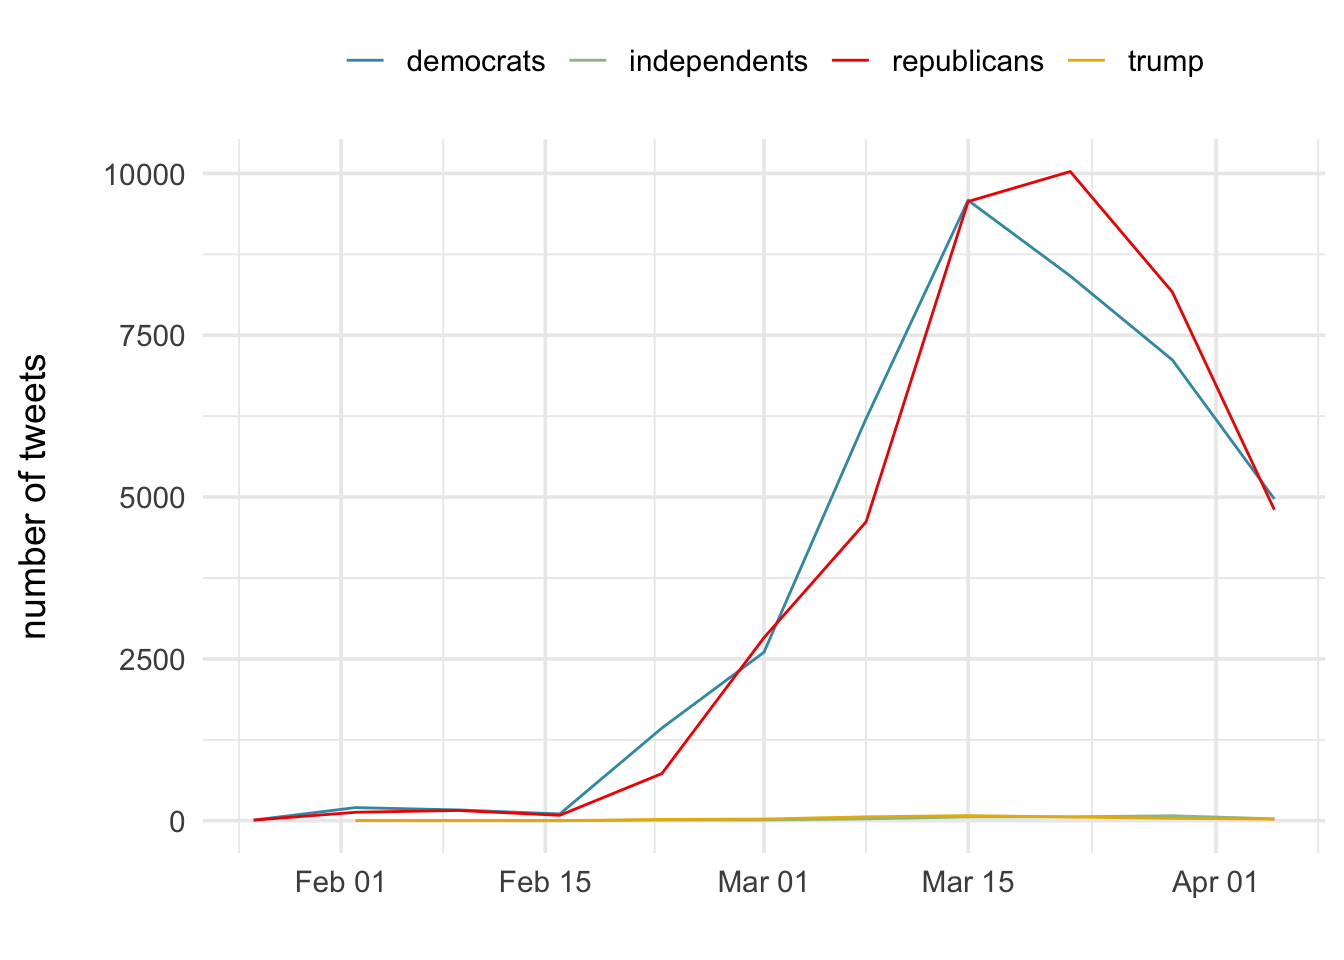 democrats independents republicans trump
10000
7500
5000
2500
0
number of tweets
Feb 01 Feb 15 Mar 01 Mar 15 Apr 01